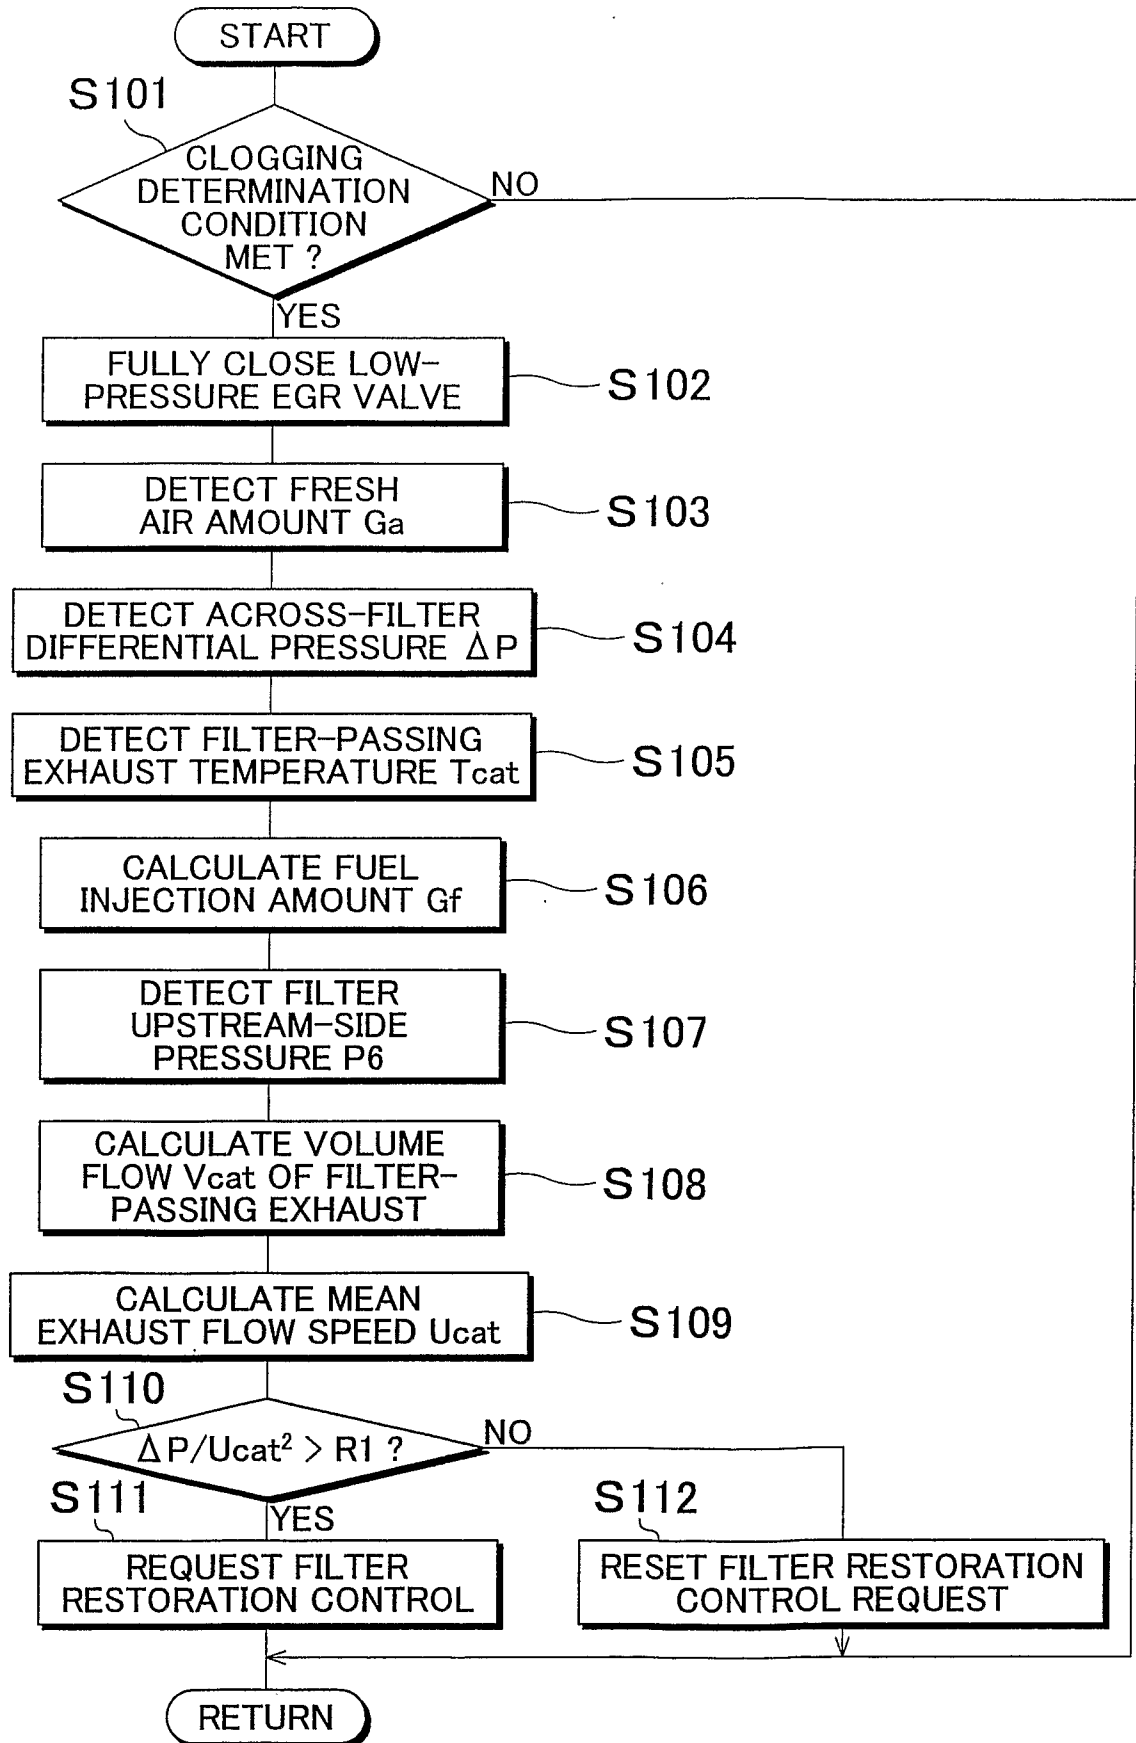 START
S101
CLOGGING
DETERMINATION
CONDITION
MET ?
NO
YES
FULLY CLOSE LOW-
PRESSURE EGR VALVE
S102
DETECT FRESH
AIR AMOUNT Ga
S103
DETECT ACROSS-FILTER
DIFFERENTIAL PRESSURE ΔP
S104
DETECT FILTER-PASSING
EXHAUST TEMPERATURE Tcat
S105
CALCULATE FUEL
INJECTION AMOUNT Gf
S106
DETECT FILTER
UPSTREAM-SIDE
PRESSURE P6
S107
CALCULATE VOLUME
FLOW Vcat OF FILTER-
PASSING EXHAUST
S108
CALCULATE MEAN
EXHAUST FLOW SPEED Ucat
S109
S110
ΔP/Ucat² > R1 ?
NO
YES
S111
REQUEST FILTER
RESTORATION CONTROL
S112
RESET FILTER RESTORATION
CONTROL REQUEST
RETURN